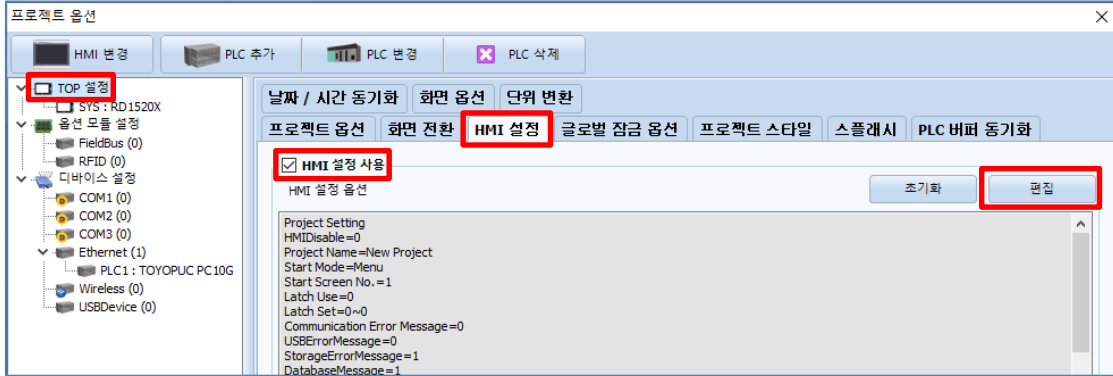 프로젝트 옵션
HMI 변경 PLC 추가 PLC 변경 PLC 삭제
TOP 설정
SYS : RD1520X
옵션 모듈 설정
FieldBus (0)
RFID (0)
디바이스 설정
COM1 (0)
COM2 (0)
COM3 (0)
Ethernet (1)
PLC1 : TOYOPUC PC10G
Wireless (0)
USBDevice (0)
날짜 / 시간 동기화 화면 옵션 단위 변환
프로젝트 옵션 화면 전환 HMI 설정 글로벌 잠금 옵션 프로젝트 스타일 스플래시 PLC 버퍼 동기화
HMI 설정 사용
HMI 설정 옵션 초기화 편집
Project Setting
HMIDisable=0
Project Name=New Project
Start Mode=Menu
Start Screen No.=1
Latch Use=0
Latch Set=0~0
Communication Error Message=0
USBErrorMessage=0
StorageErrorMessage=1
DatabaseMessage=1